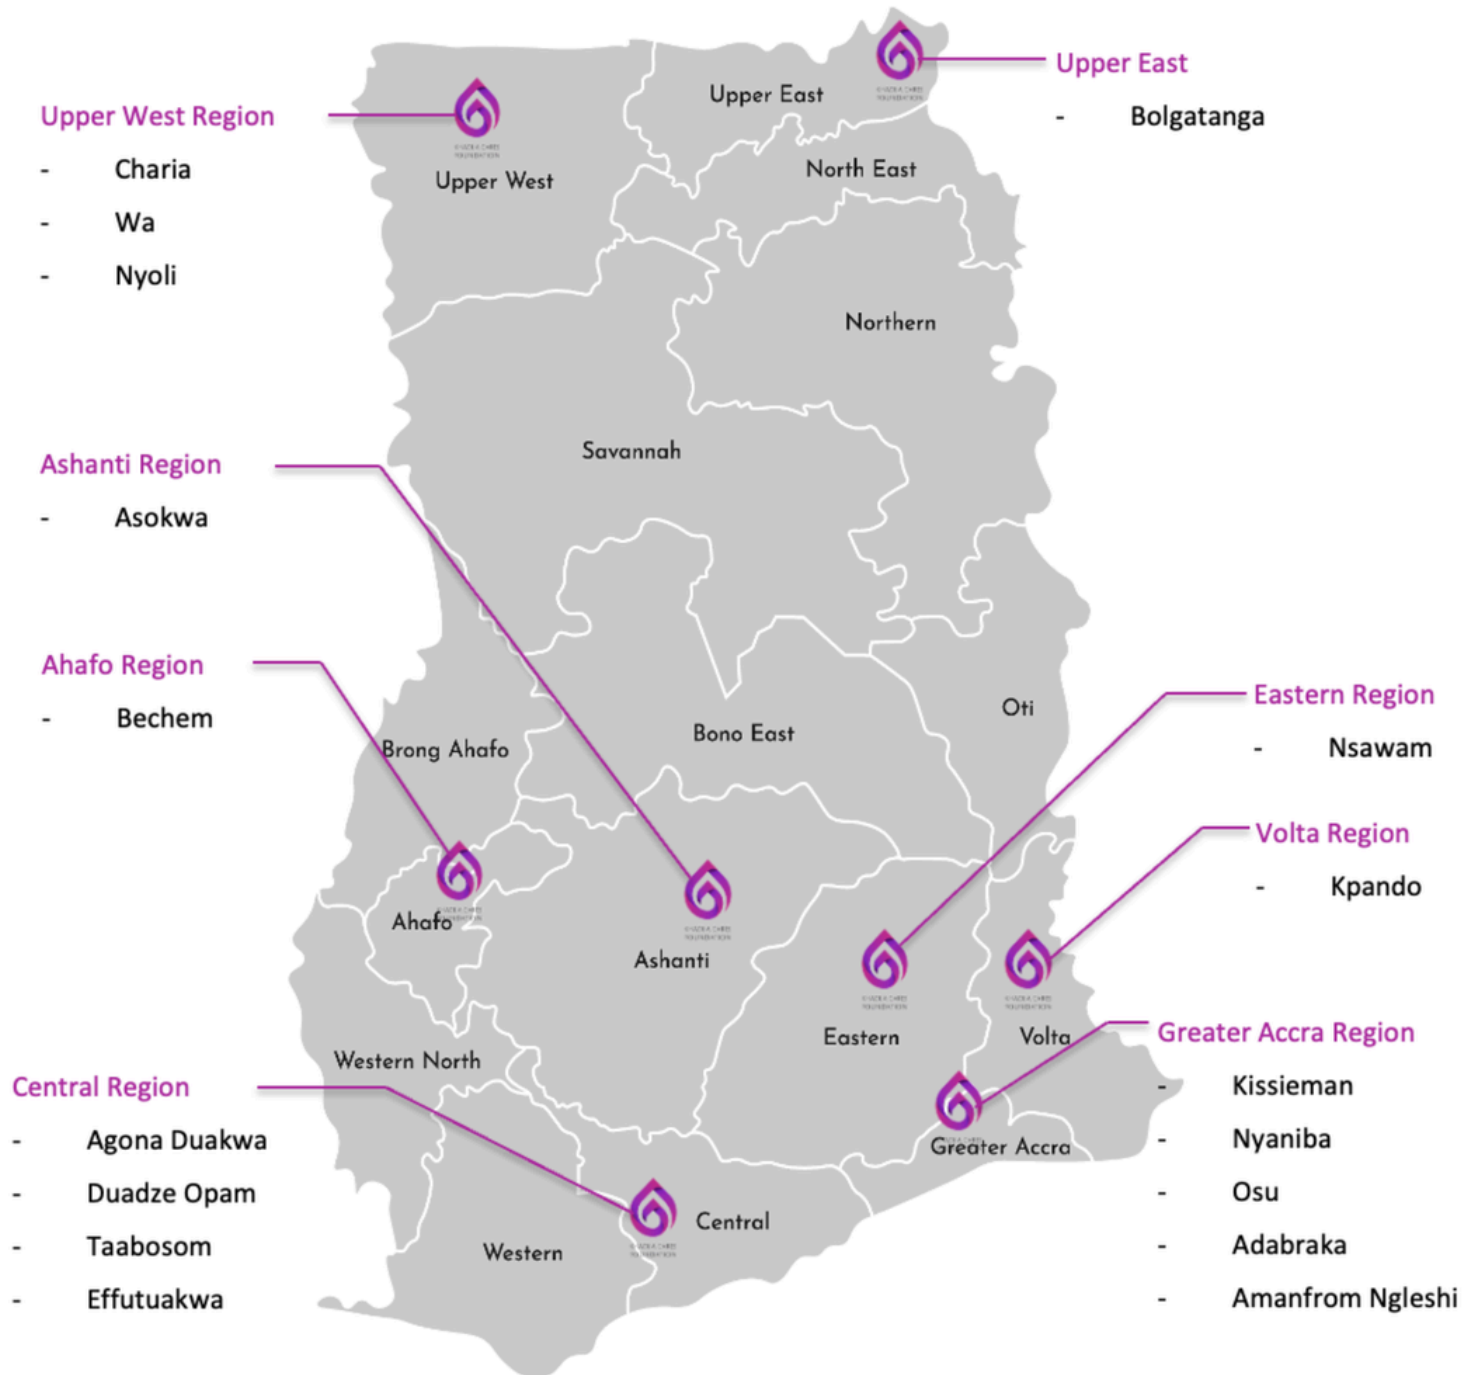 Upper East
- Bolgatanga
Upper West Region
- Charia
- Wa
- Nyoli
Upper East
North East
Upper West
Northern
Savannah
Ashanti Region
- Asokwa
Ahafo Region
- Bechem
Brong Ahafo
Bono East
Oti
Eastern Region
- Nsawam
Volta Region
- Kpando
Ahafo
Ashanti
Eastern
Volta
Western North
Greater Accra Region
- Kissieman
- Nyaniba
- Osu
- Adabraka
- Amanfrom Ngleshi
Central Region
- Agona Duakwa
- Duadze Opam
- Taabosom
- Effutuakwa
Greater Accra
Central
Western